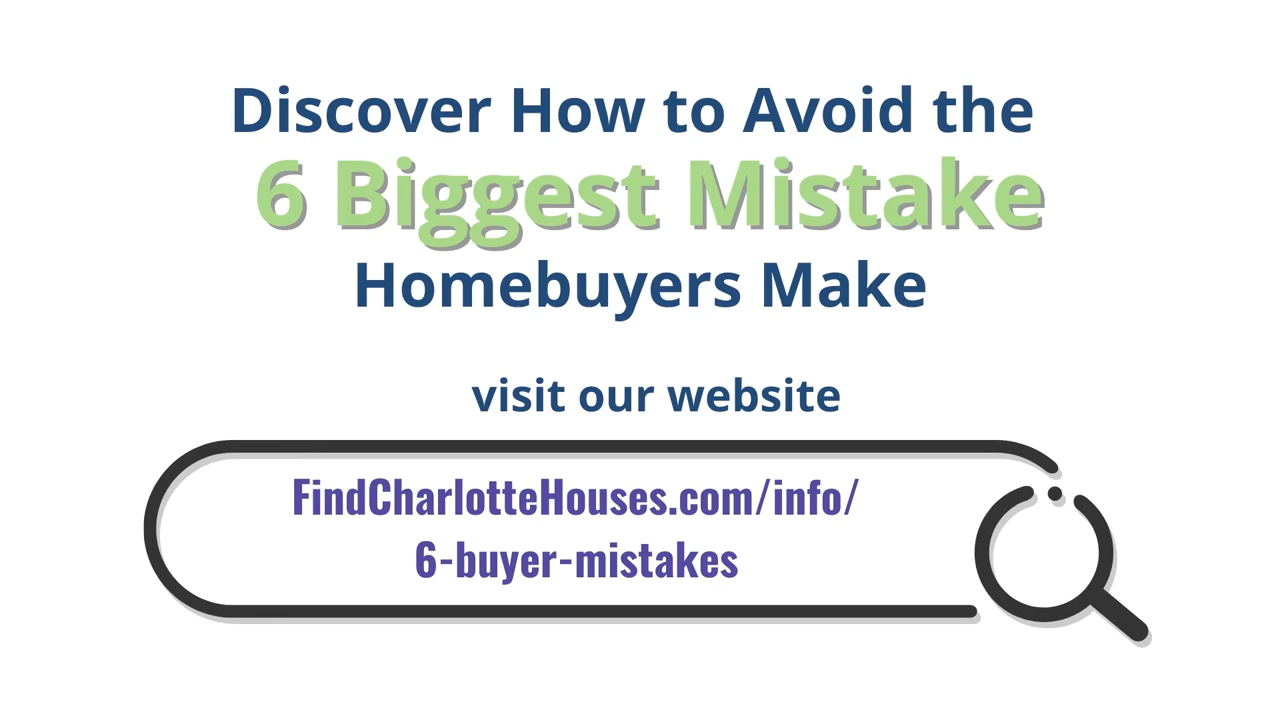 Discover How to Avoid the
6 Biggest Mistake
Homebuyers Make
visit our website
FindCharlotteHouses.com/info/
6-buyer-mistakes